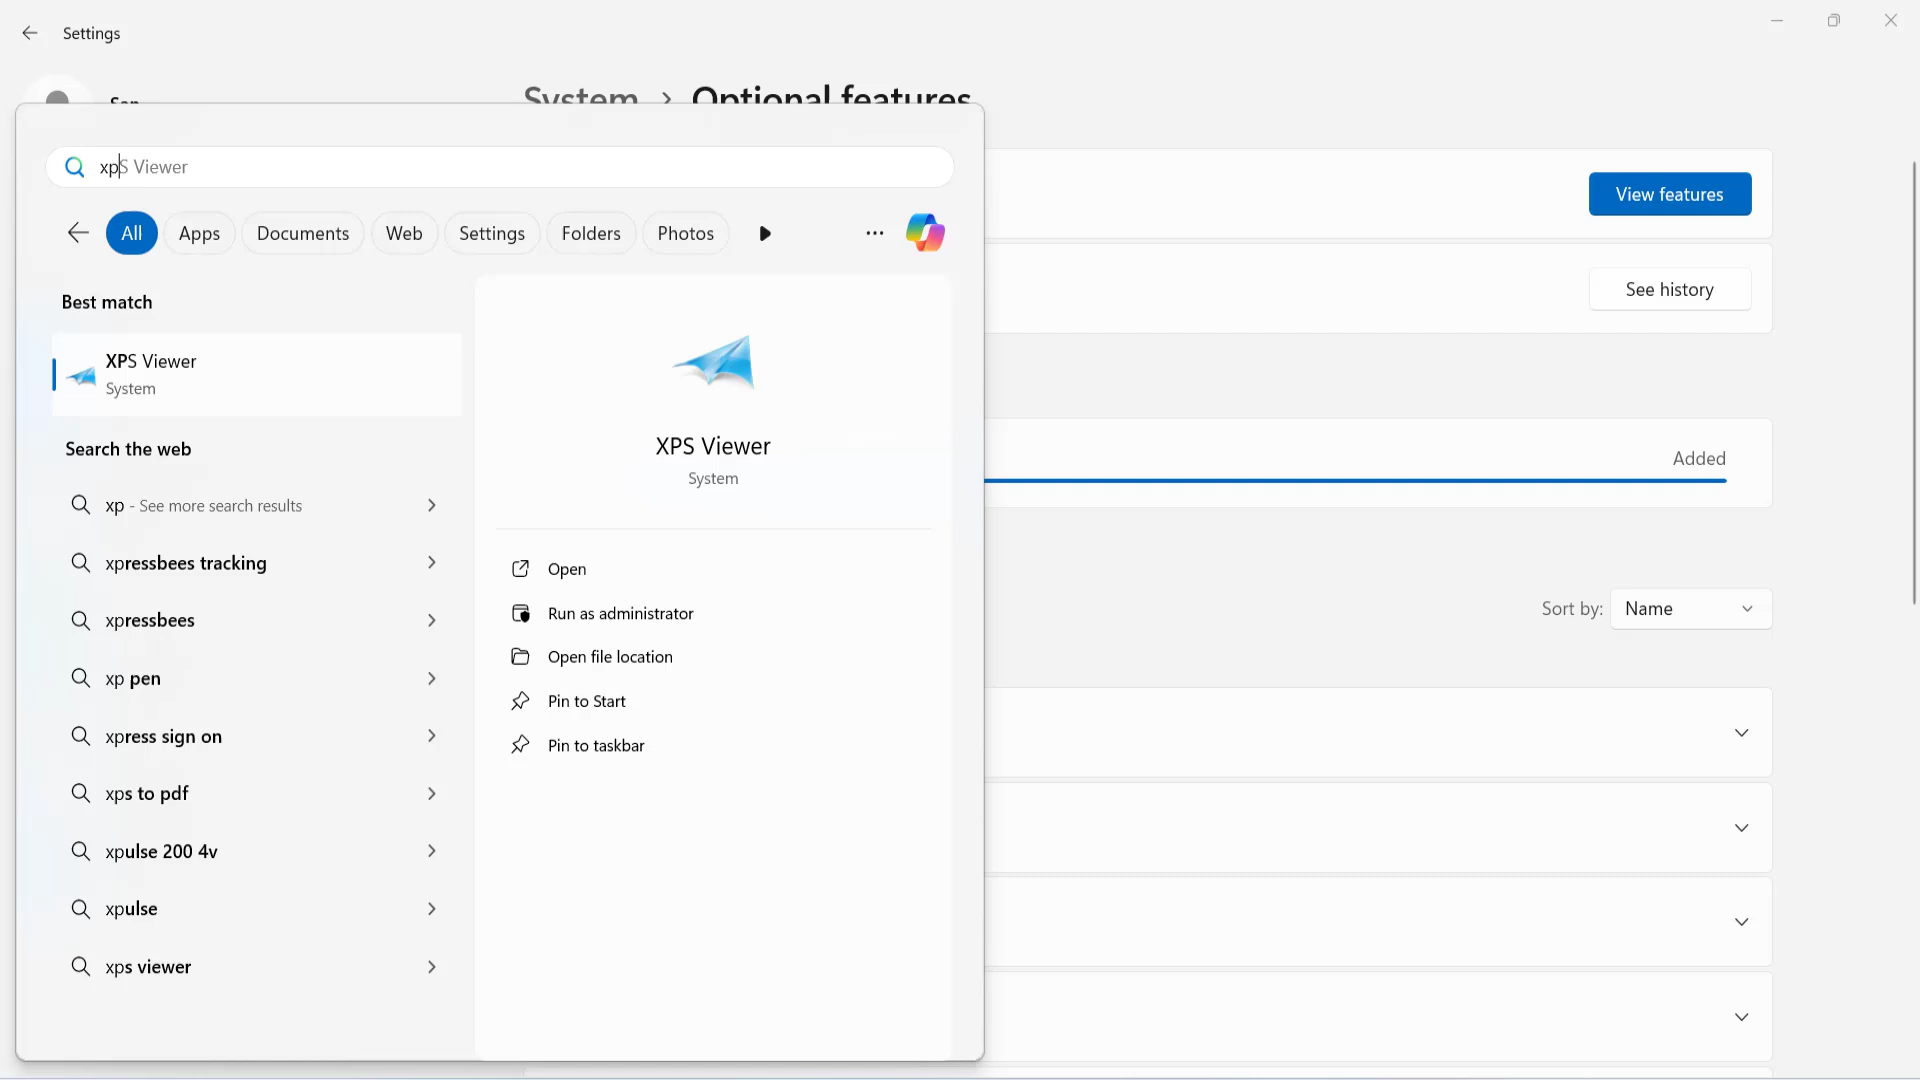 Settings
System > Optional features
xpS Viewer
All Apps Documents Web Settings Folders Photos
Best match
XPS Viewer
System
Search the web
xp - See more search results
xpressbees tracking
xpressbees
xp pen
xpress sign on
xps to pdf
xpulse 200 4v
xpulse
xps viewer
XPS Viewer
System
Open
Run as administrator
Open file location
Pin to Start
Pin to taskbar
View features
See history
Added
Sort by: Name